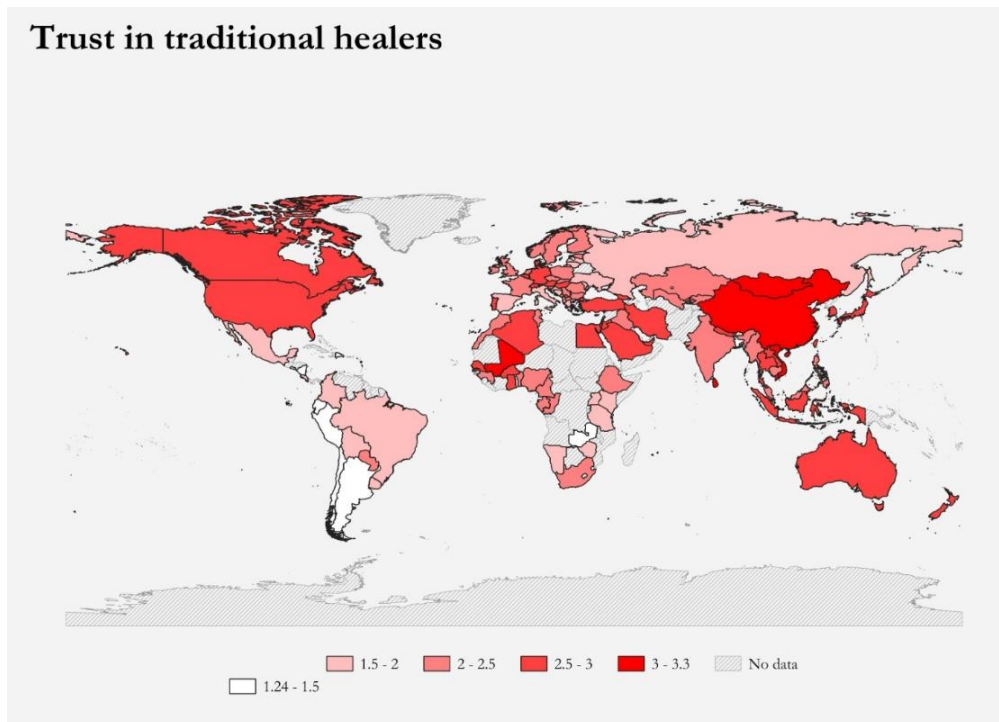 Trust in traditional healers
1.5 - 2
2 - 2.5
2.5 - 3
3 - 3.3
No data
1.24 - 1.5